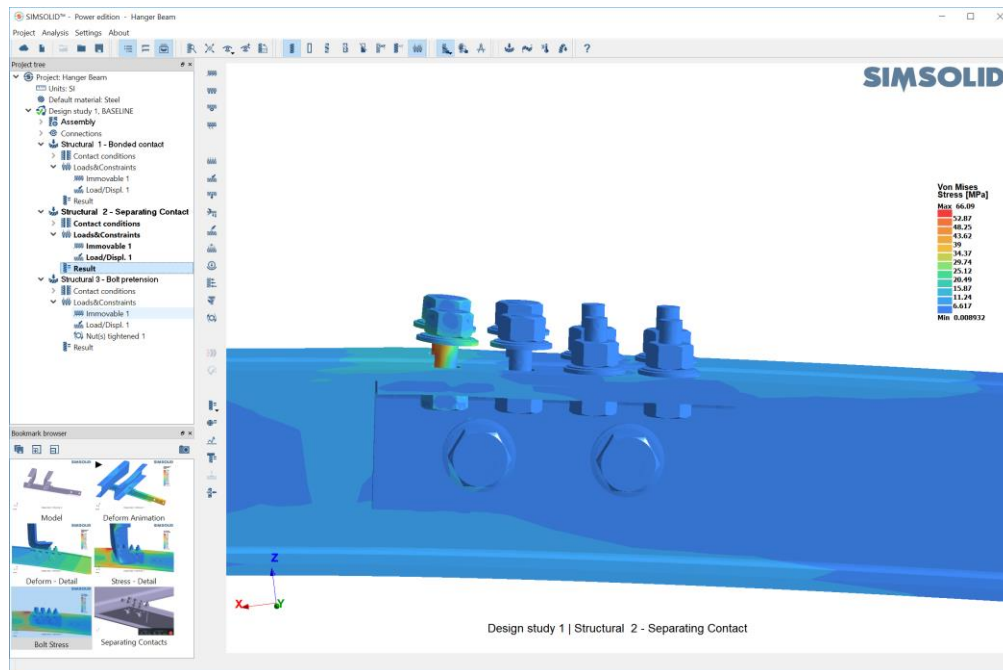 SIMSOLID™ - Power edition - Hanger Beam
Project Analysis Settings About
Project tree
Project: Hanger Beam
Units: SI
Default material: Steel
Design study 1, BASELINE
Assembly
Connections
Structural 1 - Bonded contact
Contact conditions
Loads&Constraints
Immovable 1
Load/Displ. 1
Result
Structural 2 - Separating Contact
Contact conditions
Loads&Constraints
Immovable 1
Load/Displ. 1
Result
Structural 3 - Bolt pretension
Contact conditions
Loads&Constraints
Immovable 1
Load/Displ. 1
Nut(s) tightened 1
Result
Bookmark browser
Model
Deform Animation
Deform - Detail
Stress - Detail
Bolt Stress
Separating Contacts
SIMSOLID
Von Mises
Stress [MPa]
Max 66.09
52.87
48.25
43.62
39
34.37
29.74
25.12
20.49
15.87
11.24
6.617
Min 0.008932
Z
X
Y
Design study 1 | Structural 2 - Separating Contact